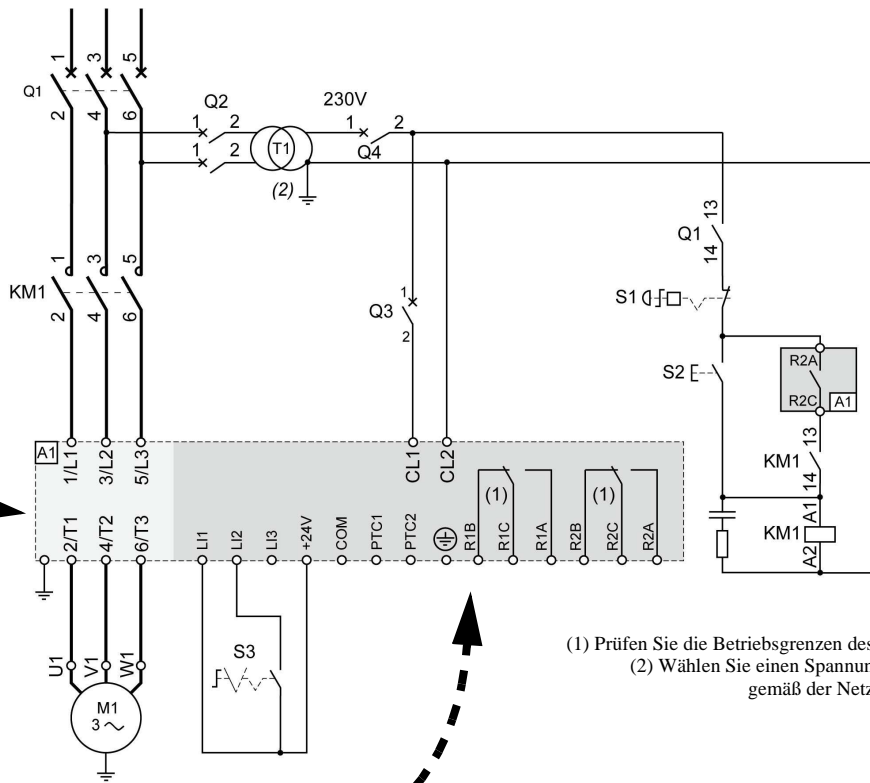 1 3 5
Q1
2 4 6
Q2
230V
1 2
1 2
T1
1 2
Q4
(2)
13
Q1
14
1 3 5
KM1
2 4 6
1
Q3
2
S1
S2
R2A
R2C
A1
13
KM1
14
A1
KM1
A2
A1
1/L1 3/L2 5/L3
CL1 CL2
(1) (1)
2/T1 4/T2 6/T3
LI1 LI2 LI3 +24V COM PTC1 PTC2 R1B R1C R1A R2B R2C R2A
S3
U1 V1 W1
M1
3
(1) Prüfen Sie die Betriebsgrenzen des
(2) Wählen Sie einen Spannun
gemäß der Netz